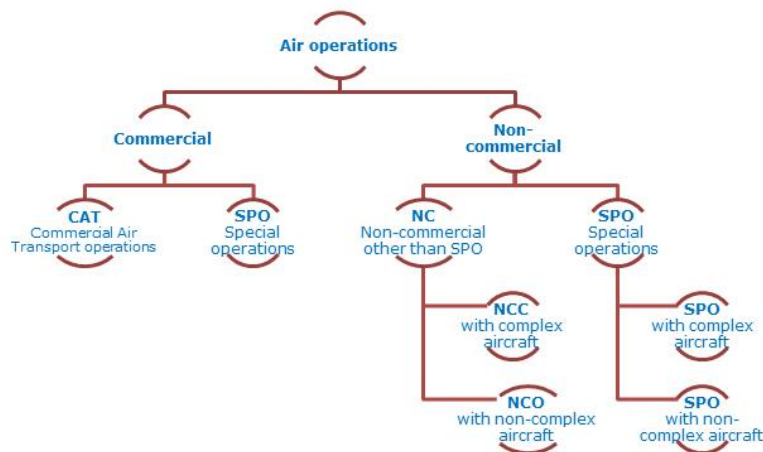 Air operations
Commercial
Non-
commercial
CAT
Commercial Air
Transport operations
SPO
Special
operations
NC
Non-commercial
other than SPO
SPO
Special
operations
NCC
with complex
aircraft
SPO
with complex
aircraft
NCO
with non-complex
aircraft
SPO
with non-
complex aircraft